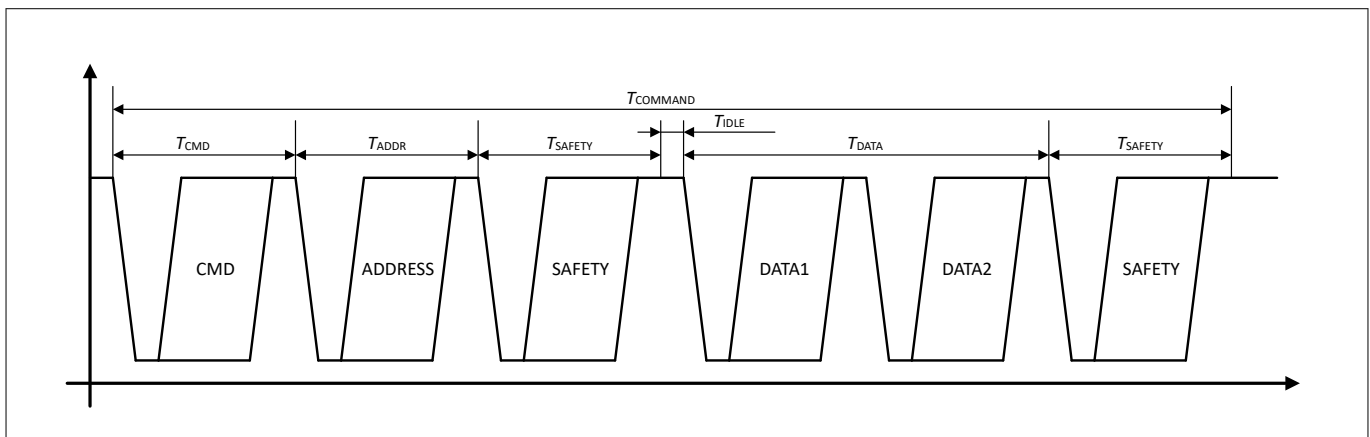 TCOMMAND
TIDLE
TCMD TADDR TSAFETY TDATA TSAFETY
CMD ADDRESS SAFETY DATA1 DATA2 SAFETY